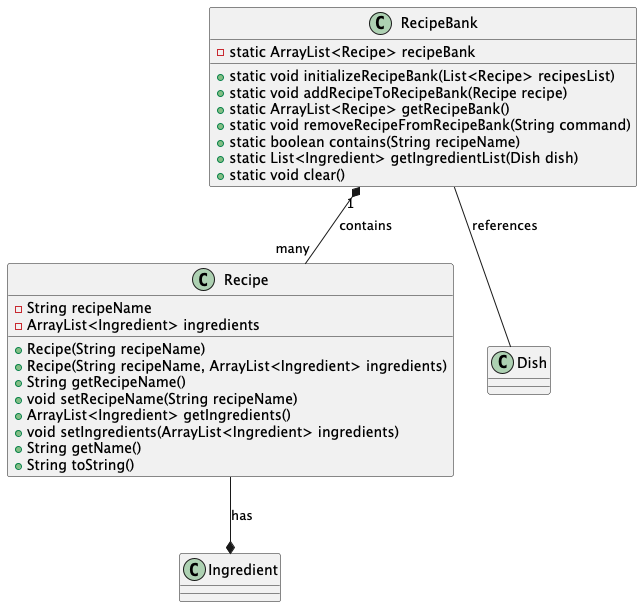 C RecipeBank
static ArrayList<Recipe> recipeBank
static void initializeRecipeBank(List<Recipe> recipesList)
static void addRecipeToRecipeBank(Recipe recipe)
static ArrayList<Recipe> getRecipeBank()
static void removeRecipeFromRecipeBank(String command)
static boolean contains(String recipeName)
static List<Ingredient> getIngredientList(Dish dish)
static void clear()
1
contains
references
many
C Recipe
String recipeName
ArrayList<Ingredient> ingredients
Recipe(String recipeName)
Recipe(String recipeName, ArrayList<Ingredient> ingredients)
String getRecipeName()
void setRecipeName(String recipeName)
ArrayList<Ingredient> getIngredients()
void setIngredients(ArrayList<Ingredient> ingredients)
String getName()
String toString()
C Dish
has
C Ingredient